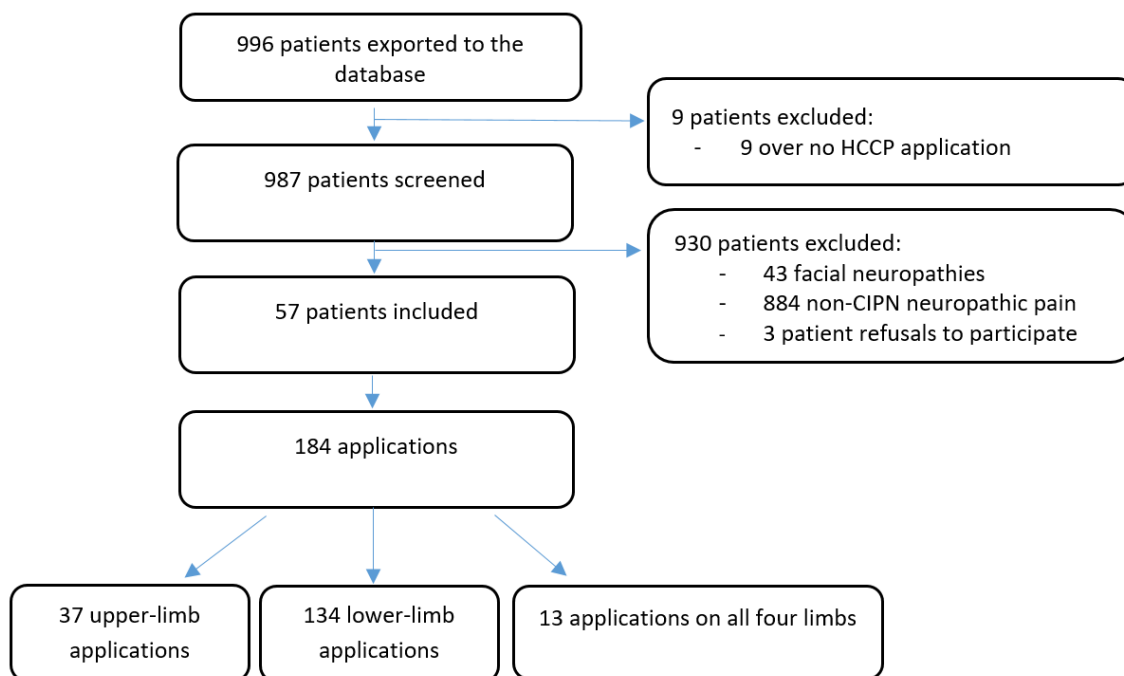 996 patients exported to the
database
9 patients excluded:
- 9 over no HCCP application
987 patients screened
930 patients excluded:
- 43 facial neuropathies
- 884 non-CIPN neuropathic pain
- 3 patient refusals to participate
57 patients included
184 applications
37 upper-limb
applications
134 lower-limb
applications
13 applications on all four limbs